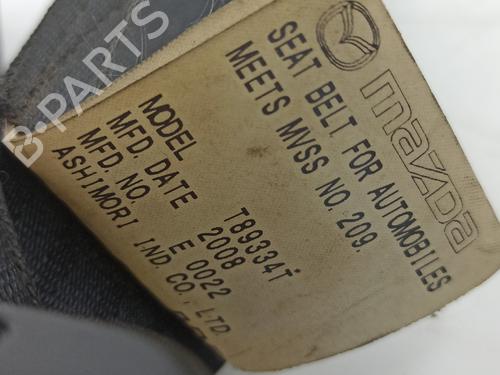 mazda
SEAT BELT FOR AUTOMOBILES
MEETS MVSS NO. 209.
MODEL T89334T
MFD. DATE 2008
MFD. NO. E 0022
ASHIMORI IND. CO., LTD.
B-PARTS